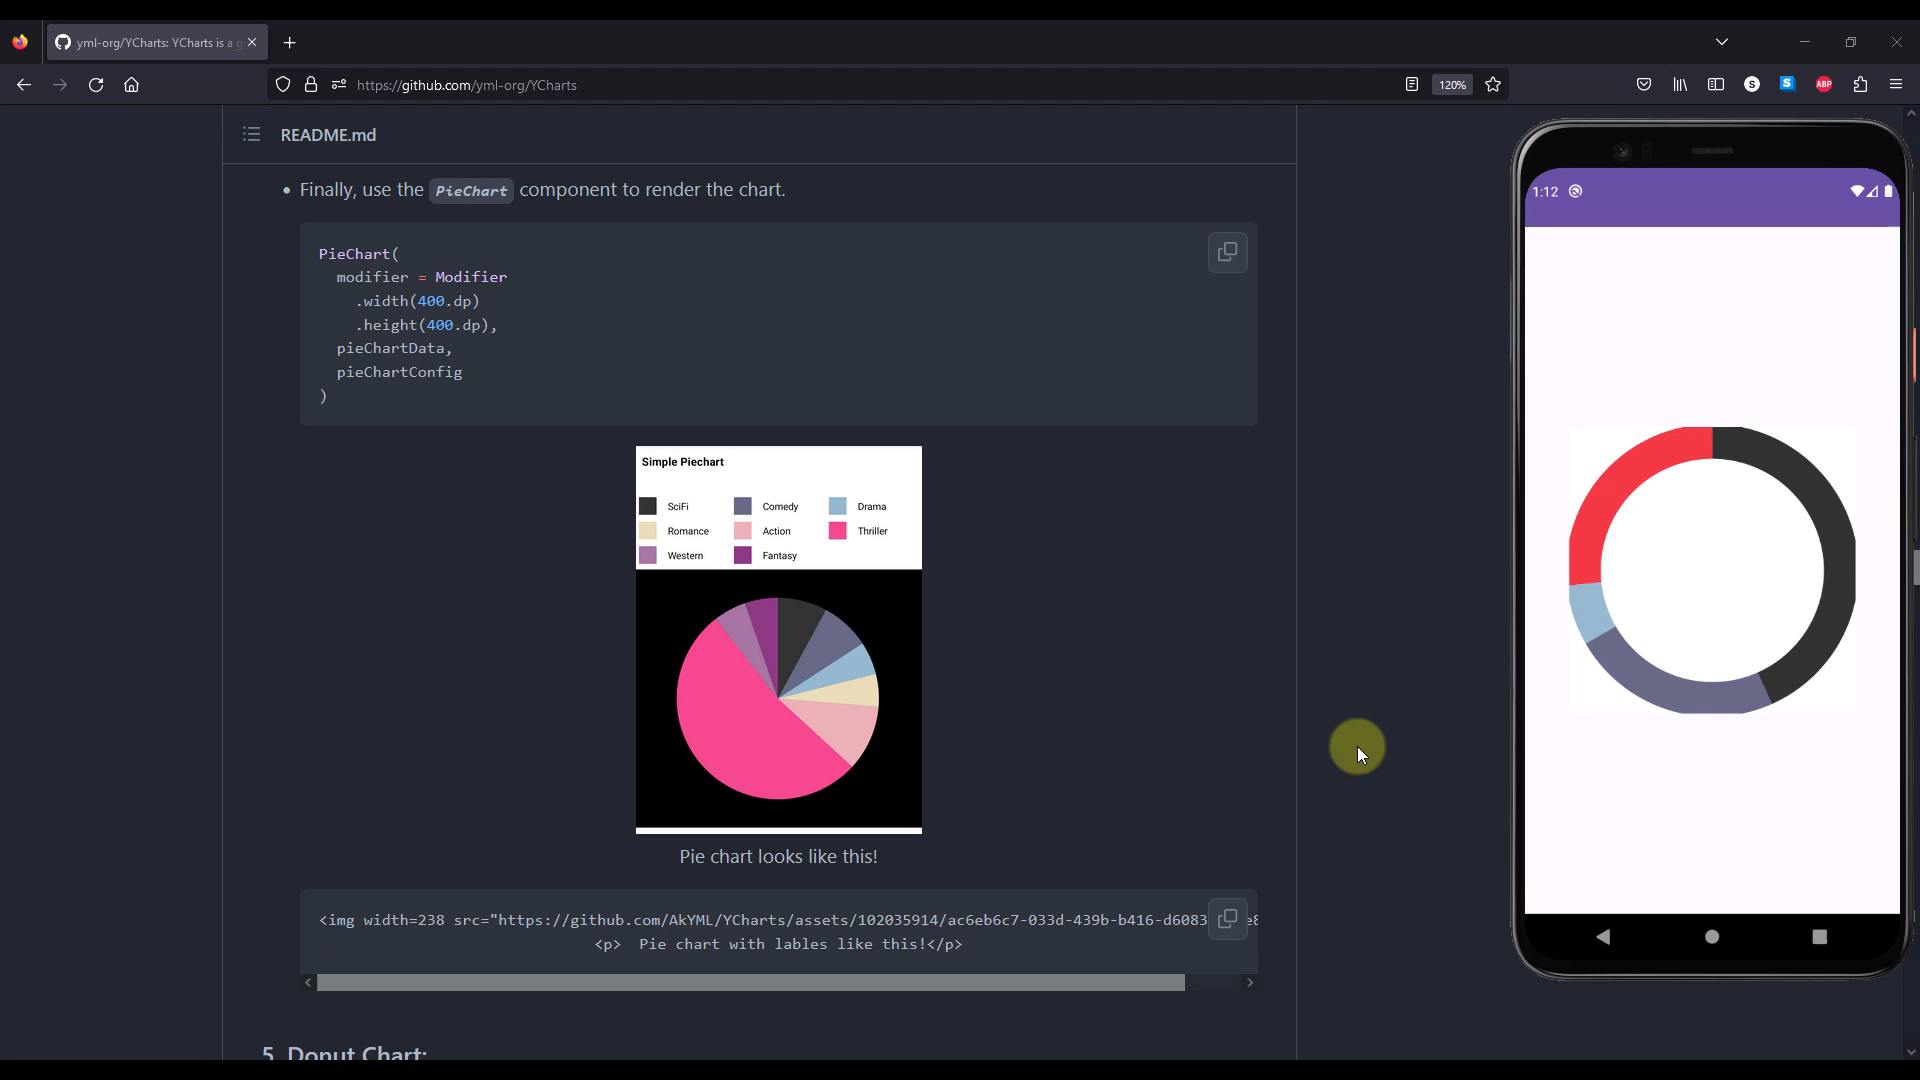 yml-org/YCharts: YCharts is a g
https://github.com/yml-org/YCharts
120%
S
S
ABP
README.md
Finally, use the PieChart component to render the chart.
PieChart(
modifier = Modifier
.width(400.dp)
.height(400.dp),
pieChartData,
pieChartConfig
)
Simple Piechart
SciFi Comedy Drama
Romance Action Thriller
Western Fantasy
Pie chart looks like this!
<img width=238 src="https://github.com/AkYML/YCharts/assets/102035914/ac6eb6c7-033d-439b-b416-d6083
<p> Pie chart with lables like this!</p>
5. Donut Chart:
1:12